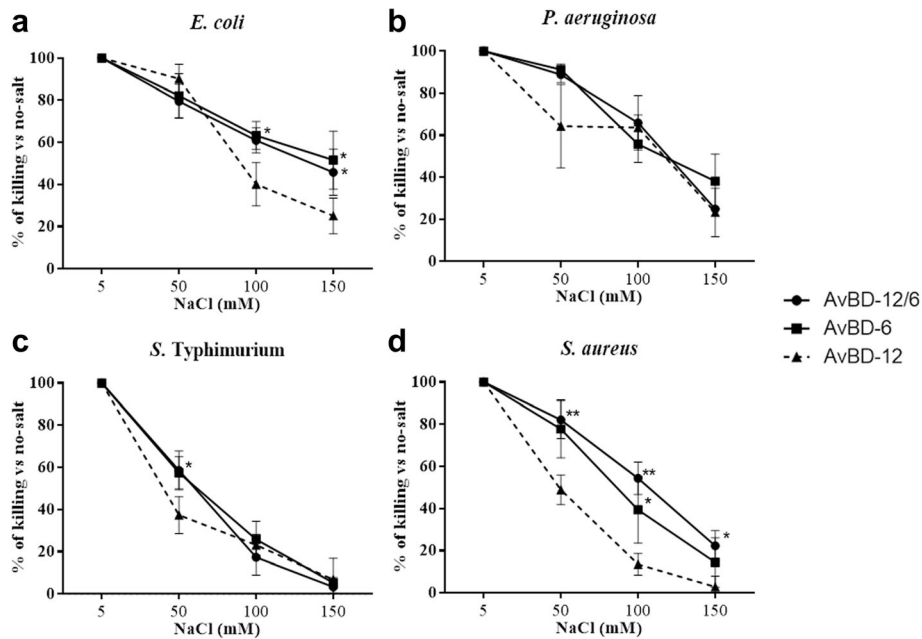 a
E. coli
% of killing vs no-salt
100
80
60
40
20
0
5 50 100 150
NaCl (mM)
*
*
*
b
P. aeruginosa
% of killing vs no-salt
100
80
60
40
20
0
5 50 100 150
NaCl (mM)
AvBD-12/6
AvBD-6
AvBD-12
c
S. Typhimurium
% of killing vs no-salt
100
80
60
40
20
0
5 50 100 150
NaCl (mM)
*
d
S. aureus
% of killing vs no-salt
100
80
60
40
20
0
5 50 100 150
NaCl (mM)
**
**
*
*